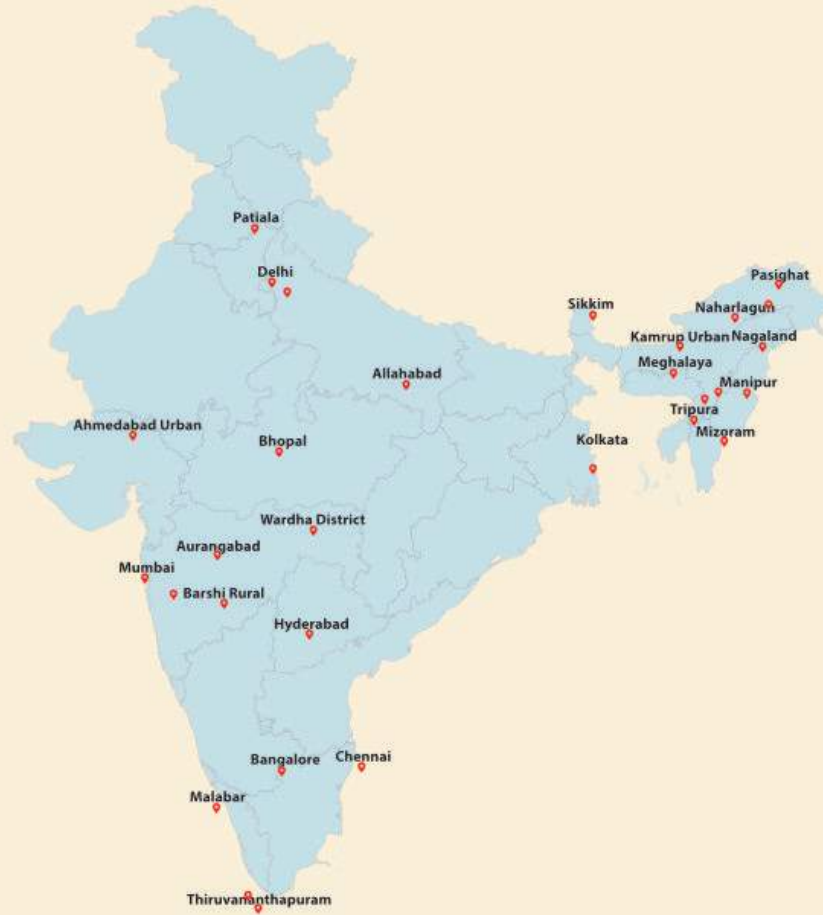 Patiala
Delhi
Pasighat
Sikkim
Naharlagun
Kamrup Urban
Nagaland
Meghalaya
Allahabad
Manipur
Tripura
Ahmedabad Urban
Mizoram
Bhopal
Kolkata
Wardha District
Aurangabad
Mumbai
Barshi Rural
Hyderabad
Bangalore
Chennai
Malabar
Thiruvananthapuram